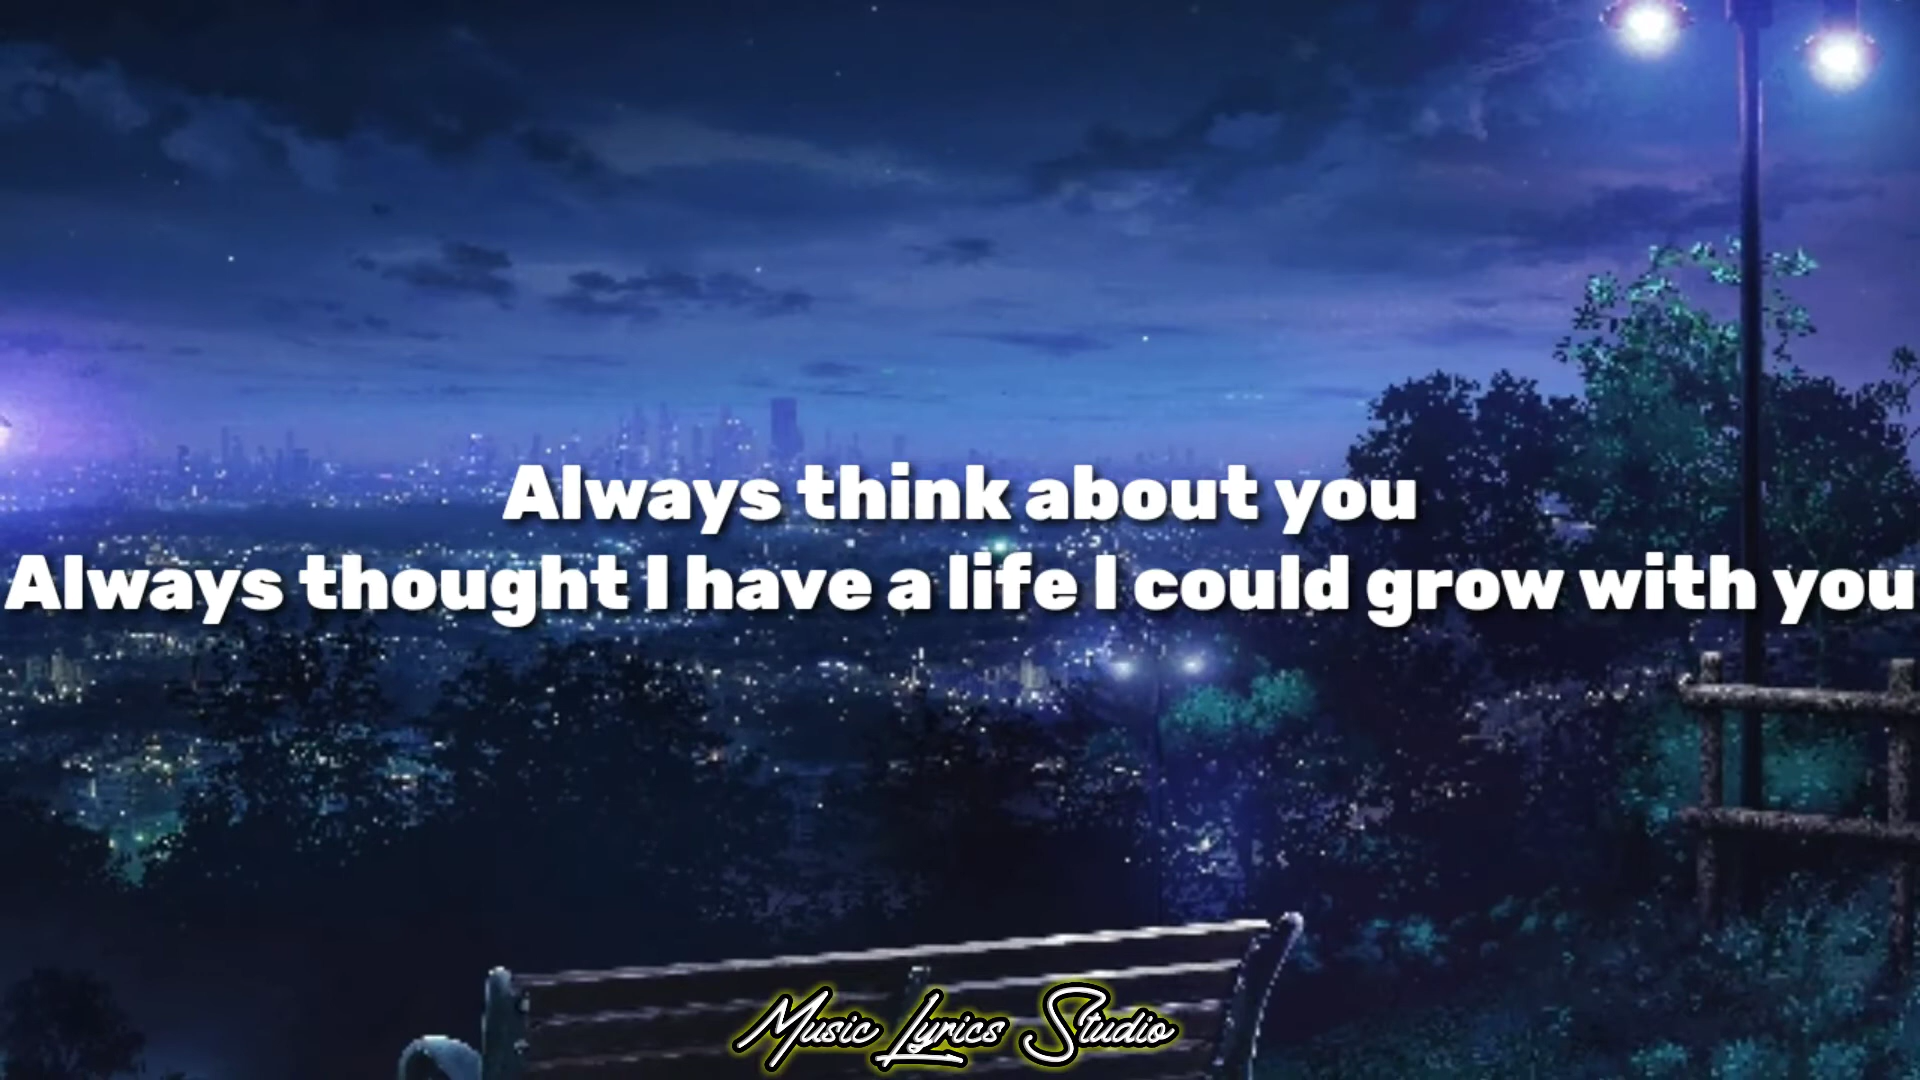 Always think about you
Always thought I have a life I could grow with you
Music Lyrics Studio